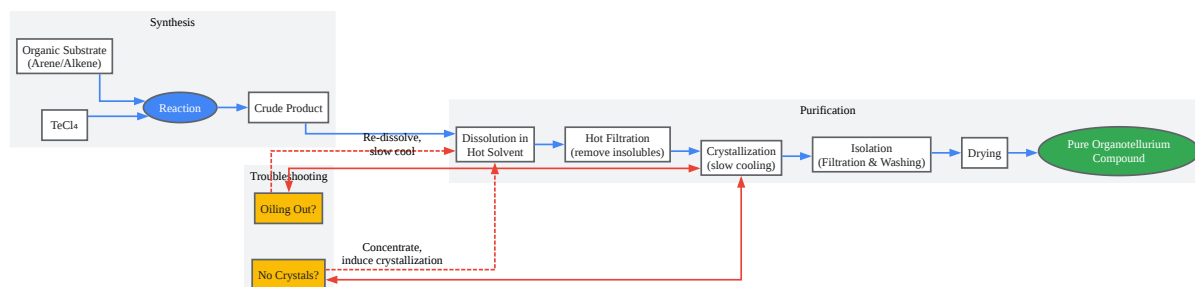 Synthesis
Organic Substrate
(Arene/Alkene)
TeCl₄
Reaction
Crude Product
Purification
Re-dissolve,
slow cool
Dissolution in
Hot Solvent
Hot Filtration
(remove insolubles)
Crystallization
(slow cooling)
Isolation
(Filtration & Washing)
Drying
Pure Organotellurium
Compound
Troubleshooting
Oiling Out?
Concentrate,
induce crystallization
No Crystals?